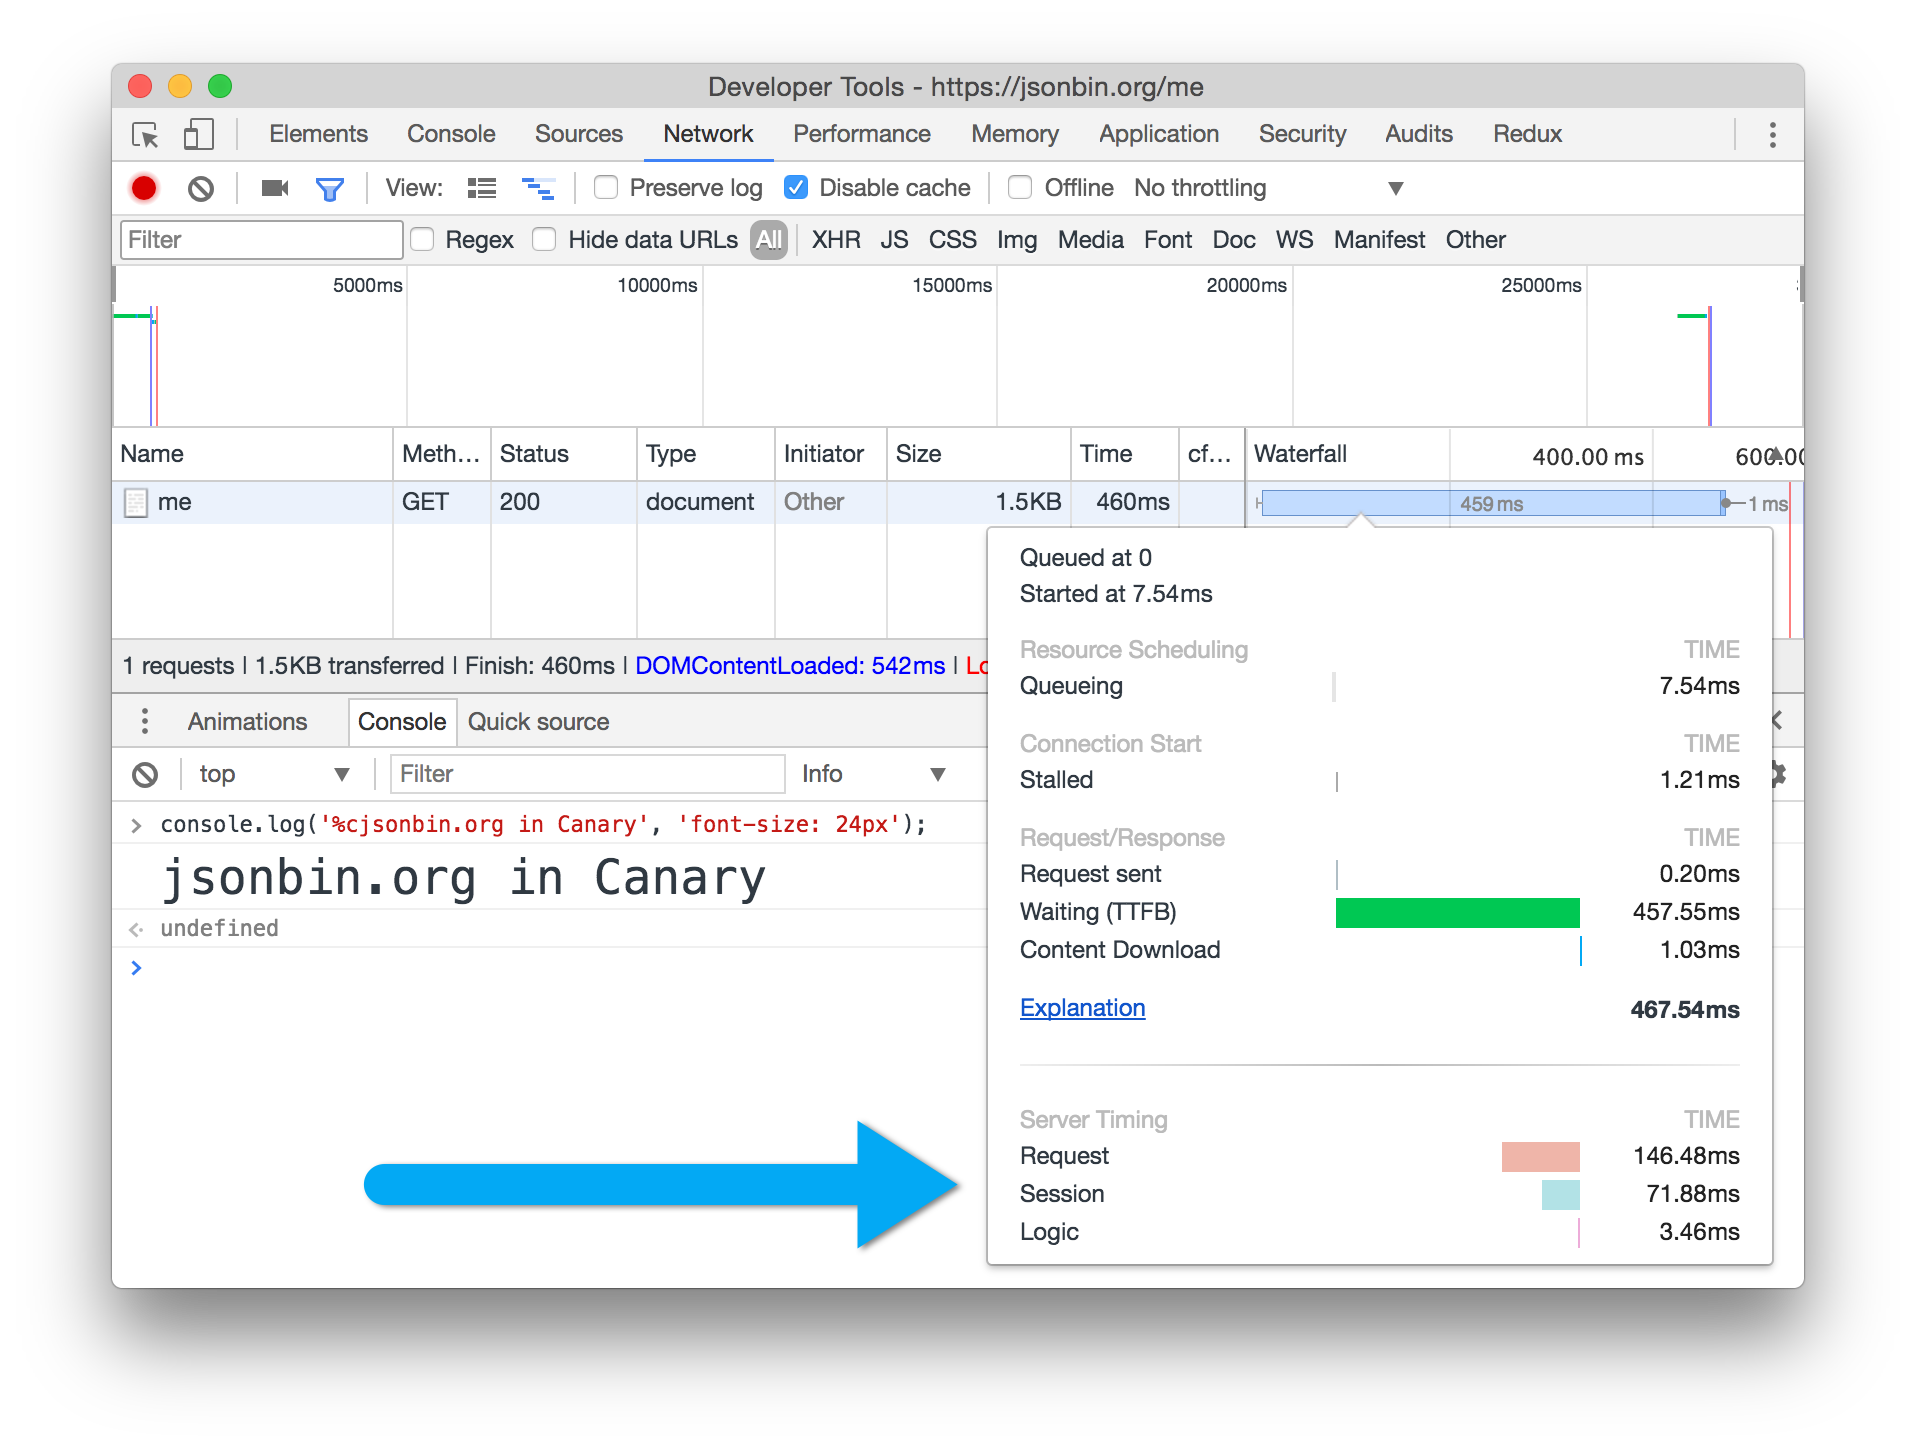 Developer Tools - https://jsonbin.org/me
Elements Console Sources Network Performance Memory Application Security Audits Redux
View: Preserve log Disable cache Offline No throttling
Filter Regex Hide data URLs All XHR JS CSS Img Media Font Doc WS Manifest Other
5000ms 10000ms 15000ms 20000ms 25000ms
Name Meth... Status Type Initiator Size Time cf... Waterfall 400.00 ms 600.00
me GET 200 document Other 1.5KB 460ms 459 ms 1 ms
Queued at 0
Started at 7.54ms
Resource Scheduling TIME
Queueing 7.54ms
Connection Start TIME
Stalled 1.21ms
Request/Response TIME
Request sent 0.20ms
Waiting (TTFB) 457.55ms
Content Download 1.03ms
Explanation 467.54ms
Server Timing TIME
Request 146.48ms
Session 71.88ms
Logic 3.46ms
1 requests | 1.5KB transferred | Finish: 460ms | DOMContentLoaded: 542ms | Lo
Animations Console Quick source
top Filter Info
> console.log('%cjsonbin.org in Canary', 'font-size: 24px');
jsonbin.org in Canary
undefined
>